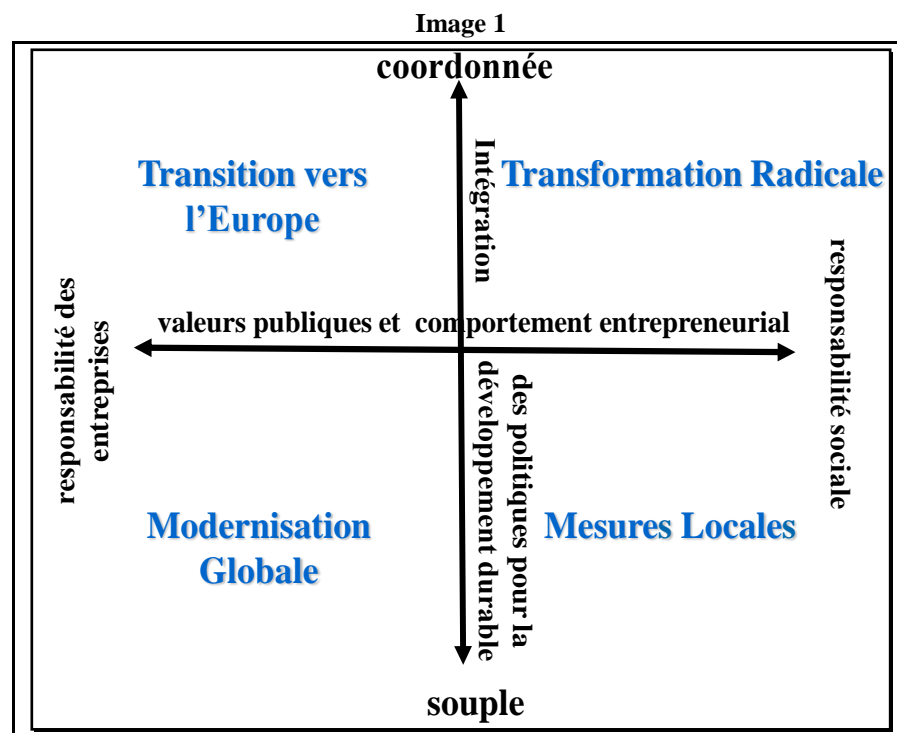 Image 1
coordonnée
Transition vers
l'Europe
Intégration
Transformation Radicale
valeurs publiques et comportement entrepreneurial
responsabilité des
entreprises
responsabilité sociale
des politiques pour la
développement durable
Modernisation
Globale
Mesures Locales
souple